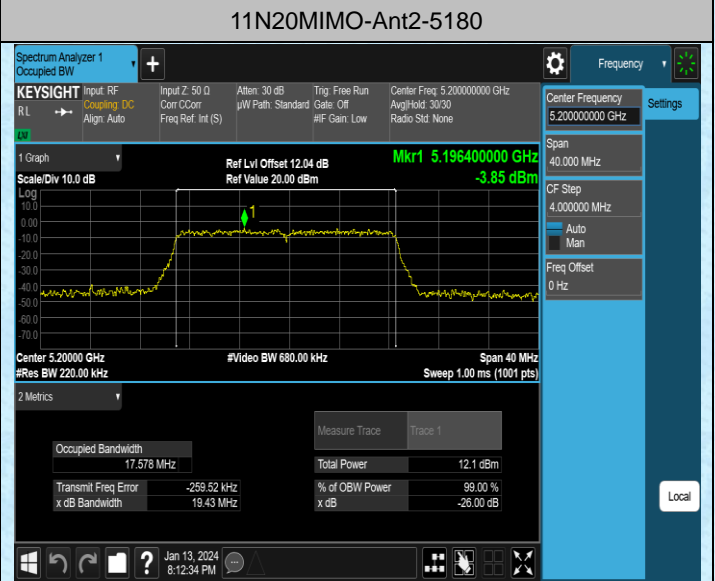 11N20MIMO-Ant2-5180
Spectrum Analyzer 1
Occupied BW
Frequency
KEYSIGHT
RL
LXI
Input: RF
Coupling: DC
Align: Auto
Input Z: 50 Ω
Corr CCorr
Freq Ref: Int (S)
Atten: 30 dB
µW Path: Standard
Trig: Free Run
Gate: Off
#IF Gain: Low
Center Freq: 5.200000000 GHz
Avg|Hold: 30/30
Radio Std: None
Center Frequency
5.200000000 GHz
Settings
Span
40.000 MHz
CF Step
4.000000 MHz
Auto
Man
Freq Offset
0 Hz
1 Graph
Scale/Div 10.0 dB
Ref Lvl Offset 12.04 dB
Ref Value 20.00 dBm
Mkr1 5.196400000 GHz
-3.85 dBm
Log
10.0
0.00
-10.0
-20.0
-30.0
-40.0
-50.0
-60.0
-70.0
1
Center 5.20000 GHz
#Video BW 680.00 kHz
Span 40 MHz
#Res BW 220.00 kHz
Sweep 1.00 ms (1001 pts)
2 Metrics
Measure Trace
Trace 1
Occupied Bandwidth
17.578 MHz
Total Power
12.1 dBm
Transmit Freq Error
-259.52 kHz
% of OBW Power
99.00 %
x dB Bandwidth
19.43 MHz
x dB
-26.00 dB
Local
Jan 13, 2024
8:12:34 PM